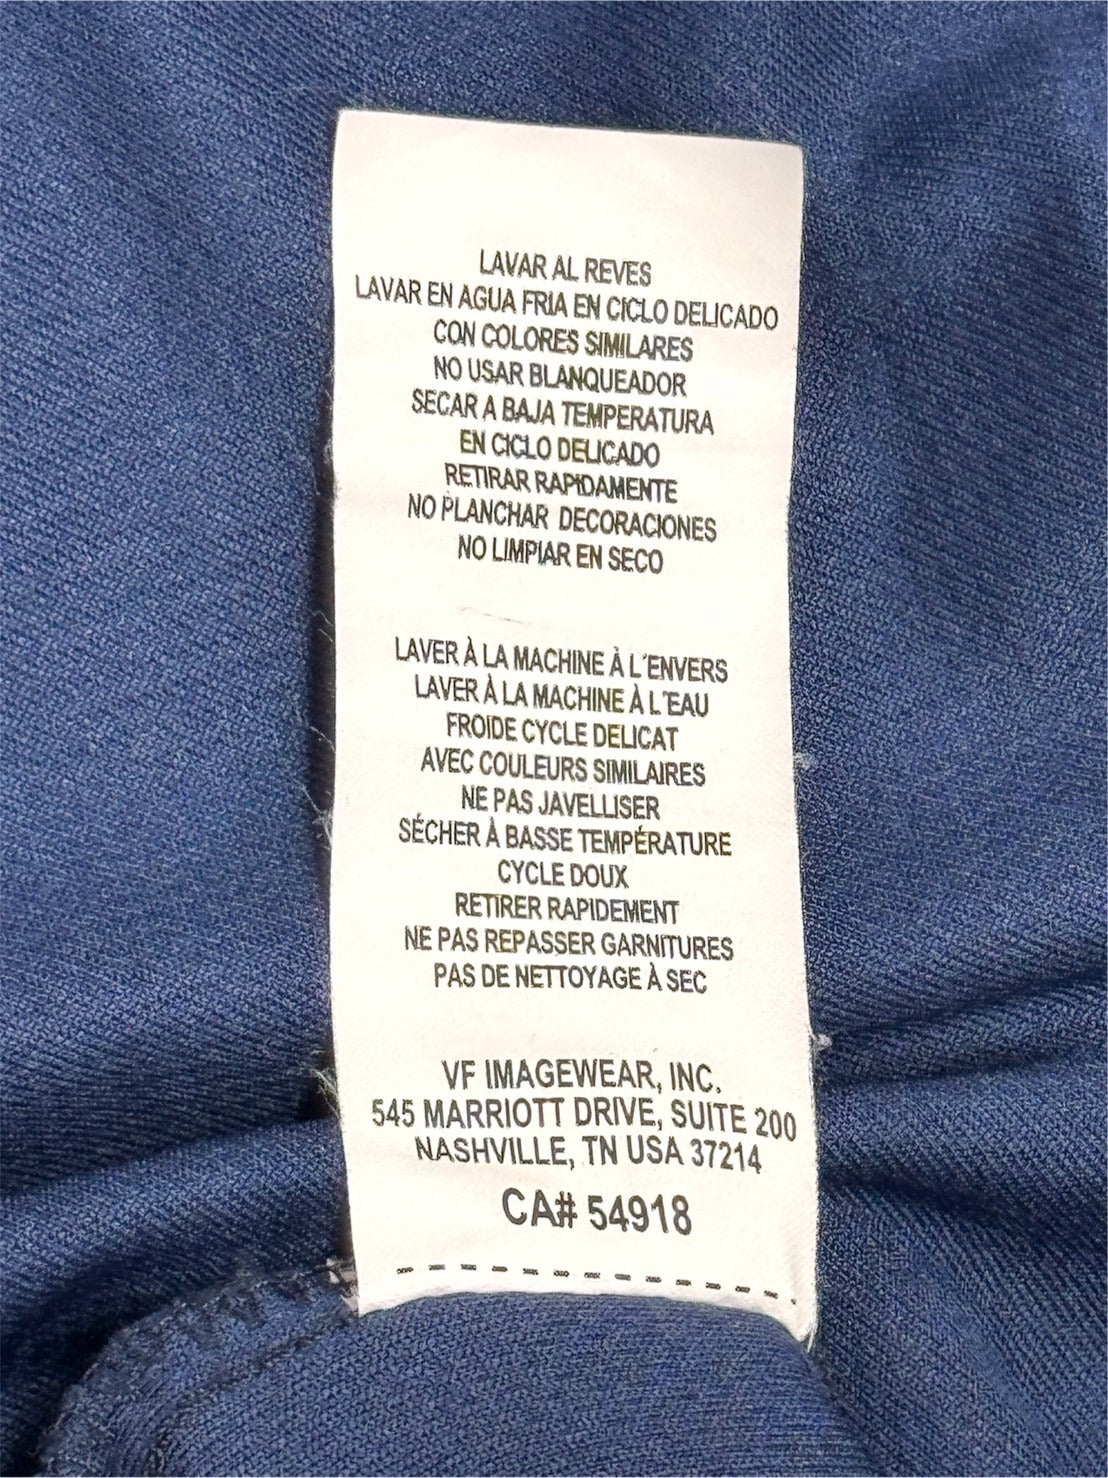 LAVAR AL REVES
LAVAR EN AGUA FRIA EN CICLO DELICADO
CON COLORES SIMILARES
NO USAR BLANQUEADOR
SECAR A BAJA TEMPERATURA
EN CICLO DELICADO
RETIRAR RAPIDAMENTE
NO PLANCHAR DECORACIONES
NO LIMPIAR EN SECO
LAVER À LA MACHINE À L'ENVERS
LAVER À LA MACHINE À L'EAU
FROIDE CYCLE DELICAT
AVEC COULEURS SIMILAIRES
NE PAS JAVELLISER
SÉCHER À BASSE TEMPÉRATURE
CYCLE DOUX
RETIRER RAPIDEMENT
NE PAS REPASSER GARNITURES
PAS DE NETTOYAGE À SEC
VF IMAGEWEAR, INC.
545 MARRIOTT DRIVE, SUITE 200
NASHVILLE, TN USA 37214
CA# 54918